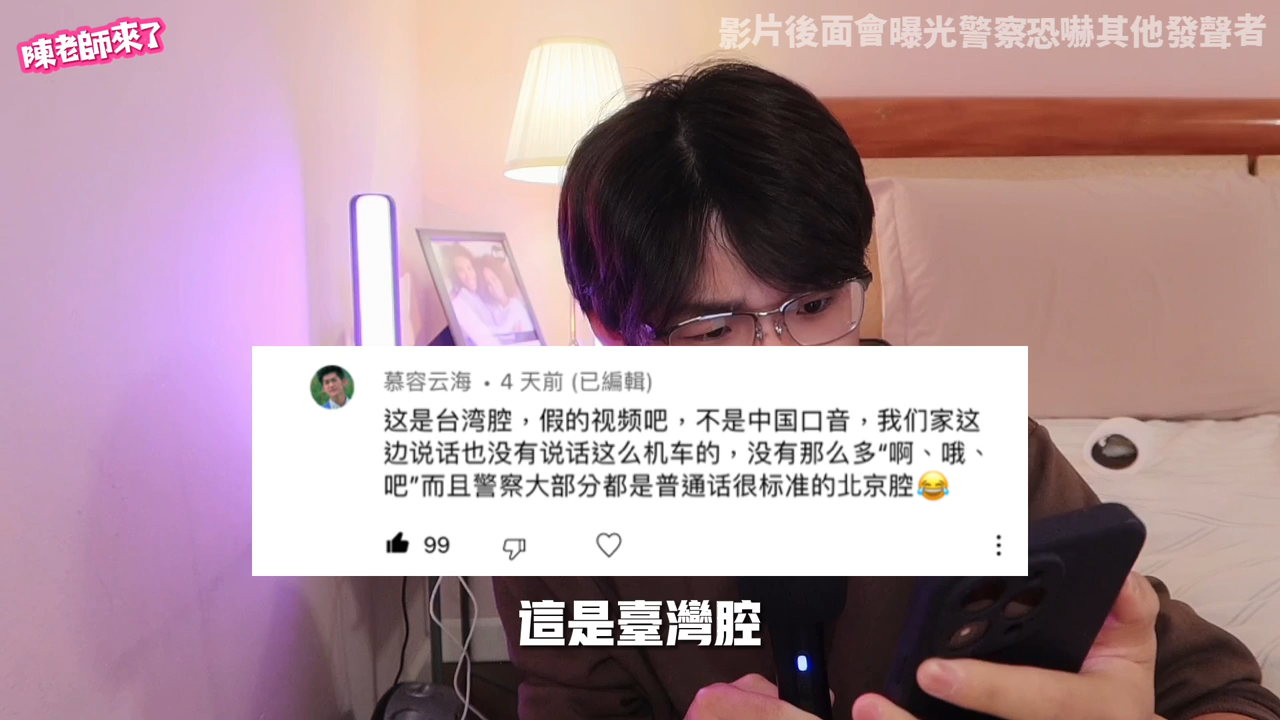 陳老師來了
影片後面會曝光警察恐嚇其他發聲者
慕容云海 · 4 天前 (已編輯)
这是台湾腔，假的视频吧，不是中国口音，我们家这
边说话也没有说话这么机车的，没有那么多“啊、哦、
吧”而且警察大部分都是普通话很标准的北京腔😂
99
這是臺灣腔